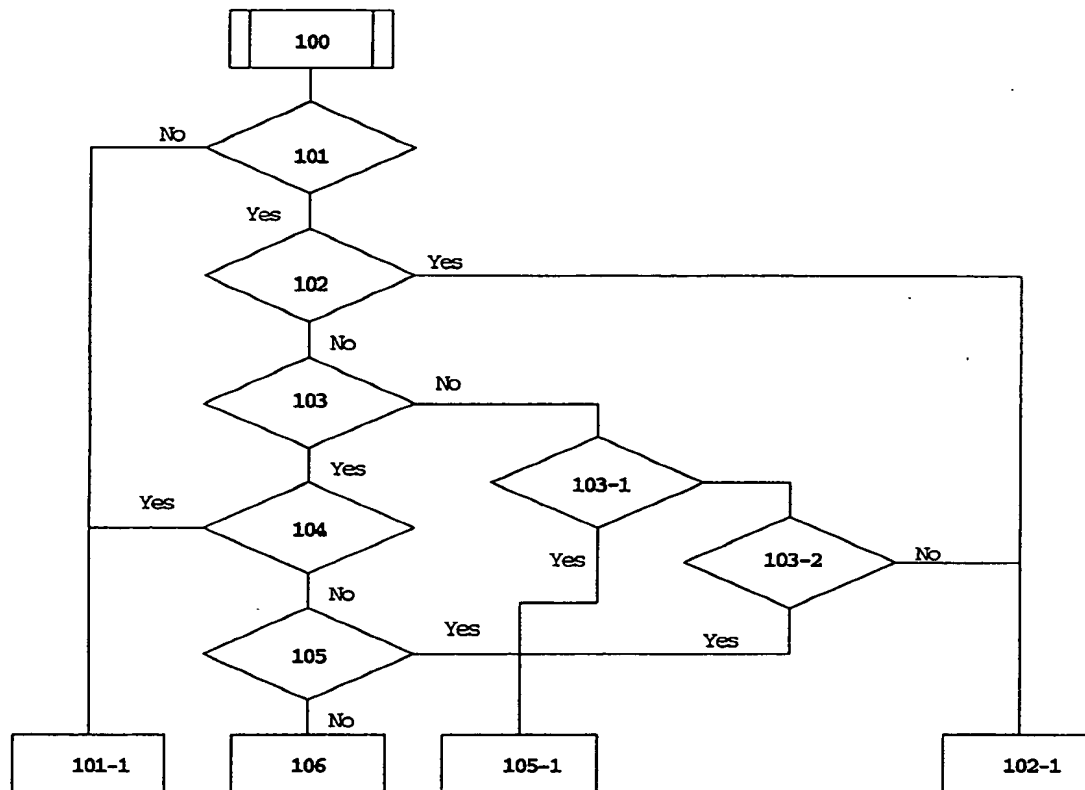 100
No
101
Yes
102
Yes
No
103
No
Yes
103-1
Yes
104
103-2
No
Yes
No
105
Yes
Yes
No
101-1
106
105-1
102-1